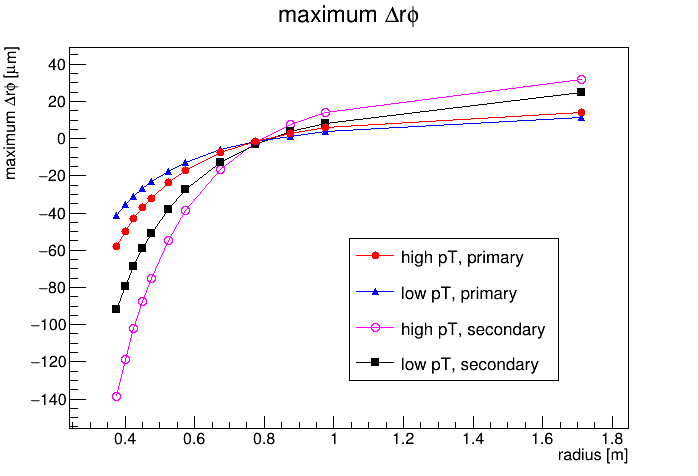 maximum Δrϕ
maximum Δrϕ [μm]
40
20
0
−20
−40
−60
−80
−100
−120
−140
high pT, primary
low pT, primary
high pT, secondary
low pT, secondary
0.4 0.6 0.8 1 1.2 1.4 1.6 1.8
radius [m]